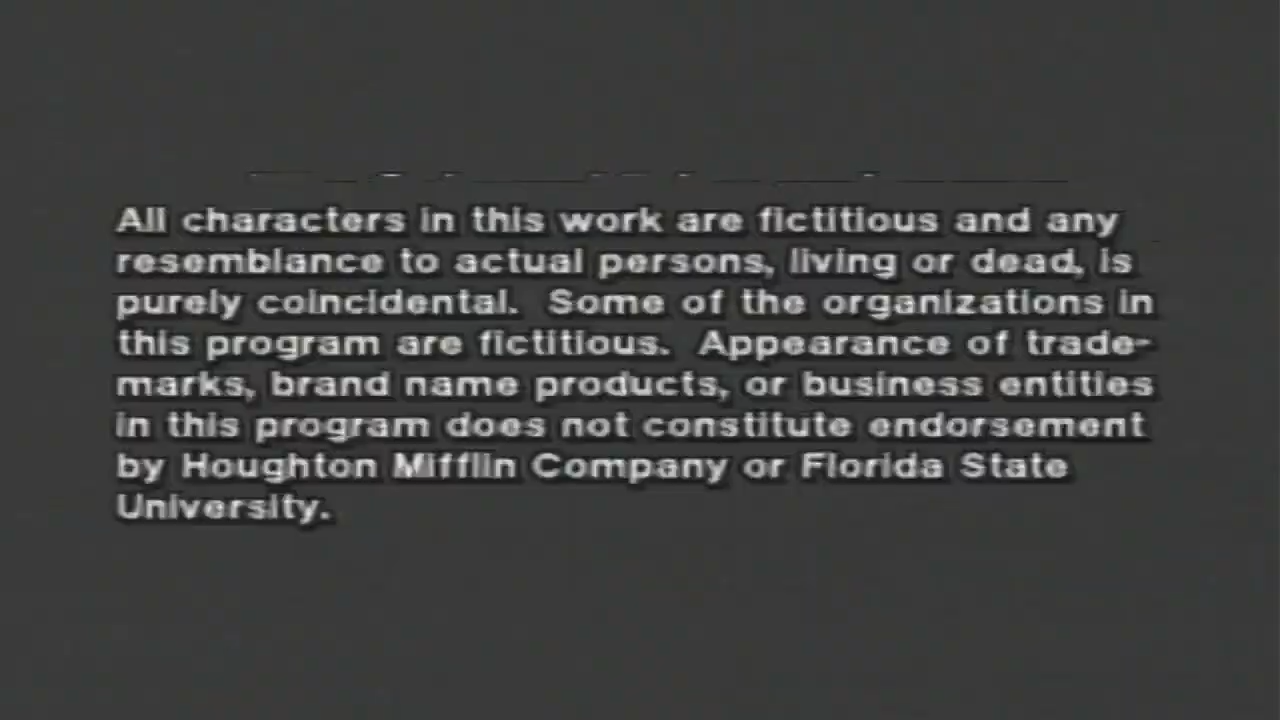 All characters in this work are fictitious and any
resemblance to actual persons, living or dead, is
purely coincidental.  Some of the organizations in
this program are fictitious.  Appearance of trade-
marks, brand name products, or business entities
in this program does not constitute endorsement
by Houghton Mifflin Company or Florida State
University.